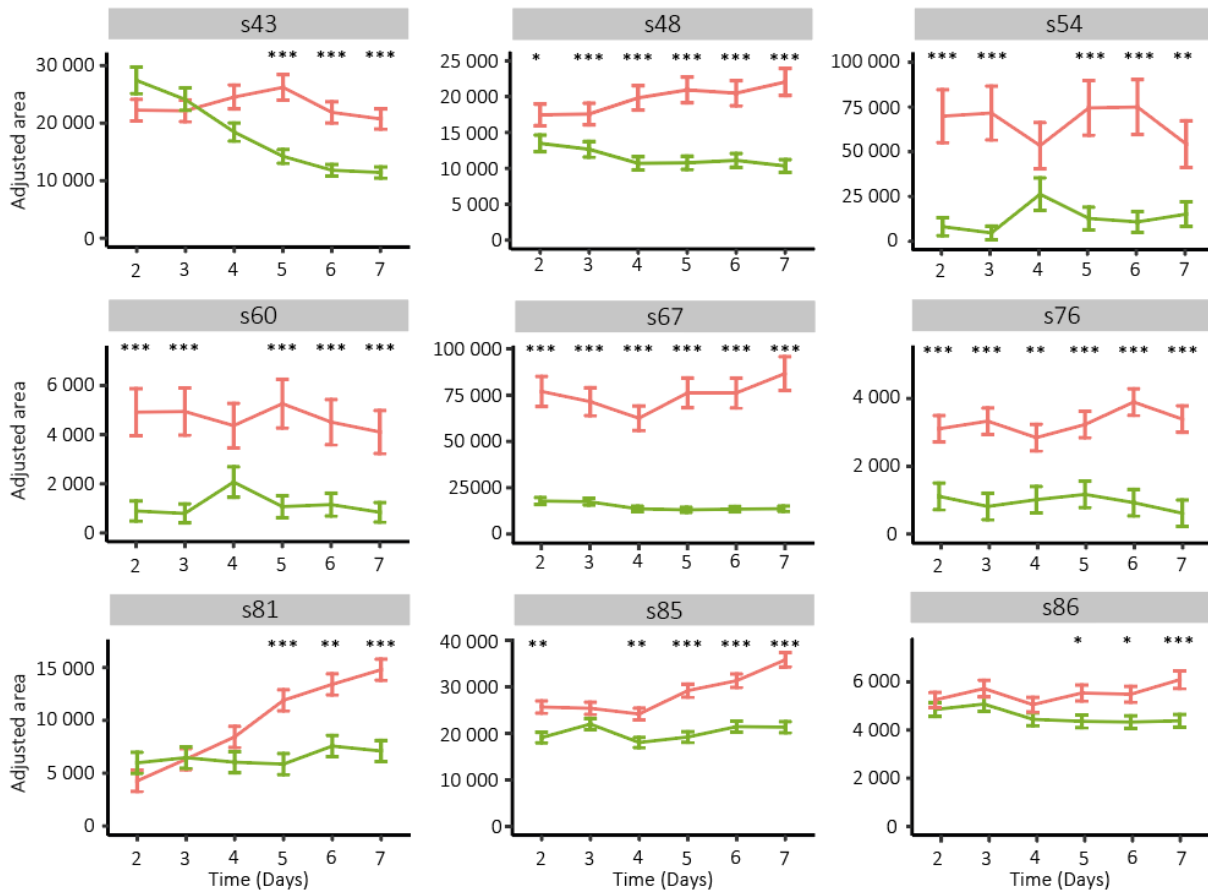 s43 s48 s54
* * * * * * * * *
* * * * * * * * * * * * * * * *
* * * * * * * * * * * * * *
Adjusted area
30 000
20 000
10 000
0
25 000
20 000
15 000
10 000
5 000
0
100 000
75 000
50 000
25 000
0
2 3 4 5 6 7
2 3 4 5 6 7
2 3 4 5 6 7
s60 s67 s76
*** *** *** *** ***
*** *** *** *** *** ***
*** *** ** *** *** ***
Adjusted area
6 000
4 000
2 000
0
100 000
75 000
50 000
25000
0
4 000
2 000
0
2 3 4 5 6 7
2 3 4 5 6 7
2 3 4 5 6 7
s81 s85 s86
*** ** ***
** ** *** *** ***
* * ***
Adjusted area
15 000
10 000
5 000
0
40 000
30 000
20 000
10 000
0
6 000
4 000
2 000
0
2 3 4 5 6 7
2 3 4 5 6 7
2 3 4 5 6 7
Time (Days) Time (Days) Time (Days)